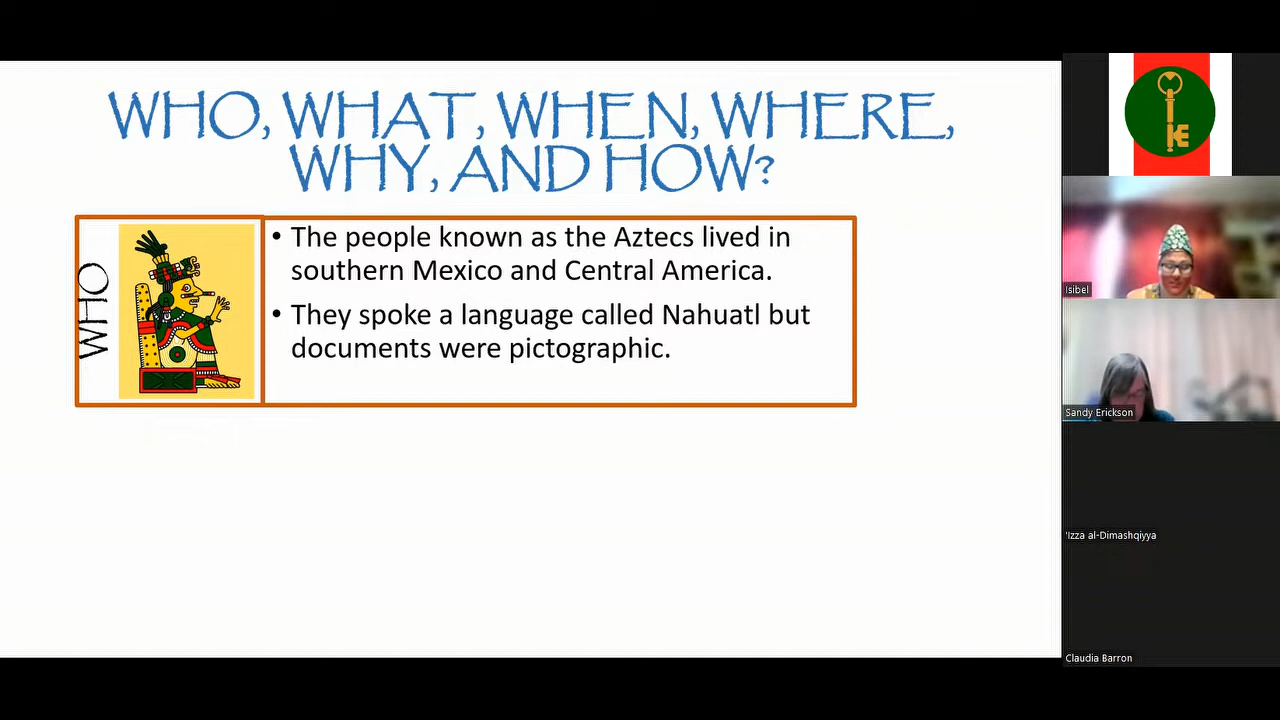 WHO, WHAT, WHEN, WHERE,
WHY, AND HOW?
WHO
• The people known as the Aztecs lived in
southern Mexico and Central America.
• They spoke a language called Nahuatl but
documents were pictographic.
Isibel
Sandy Erickson
'Izza al-Dimashqiyya
Claudia Barron